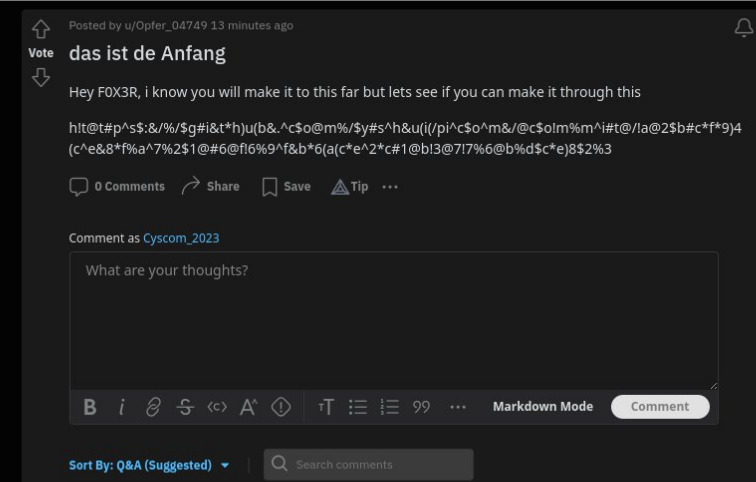 Posted by u/Opfer_04749 13 minutes ago
Vote
das ist de Anfang
Hey F0X3R, i know you will make it to this far but lets see if you can make it through this
h!t@t#p^s$:&/%/$g#i&t*h)u(b&.^c$o@m%/$y#s^h&u(i(/pi^c$o^m&/@c$o!m%m^i#t@/!a@2$b#c*f*9)4
(c^e&8*f%a^7%2$1@#6@f!6%9^f&b*6(a(c*e^2*c#1@b!3@7!7%6@b%d$c*e)8$2%3
0 Comments Share Save Tip ...
Comment as Cyscom_2023
What are your thoughts?
B i S <c> A^ T T 99 ... Markdown Mode Comment
Sort By: Q&A (Suggested) Search comments